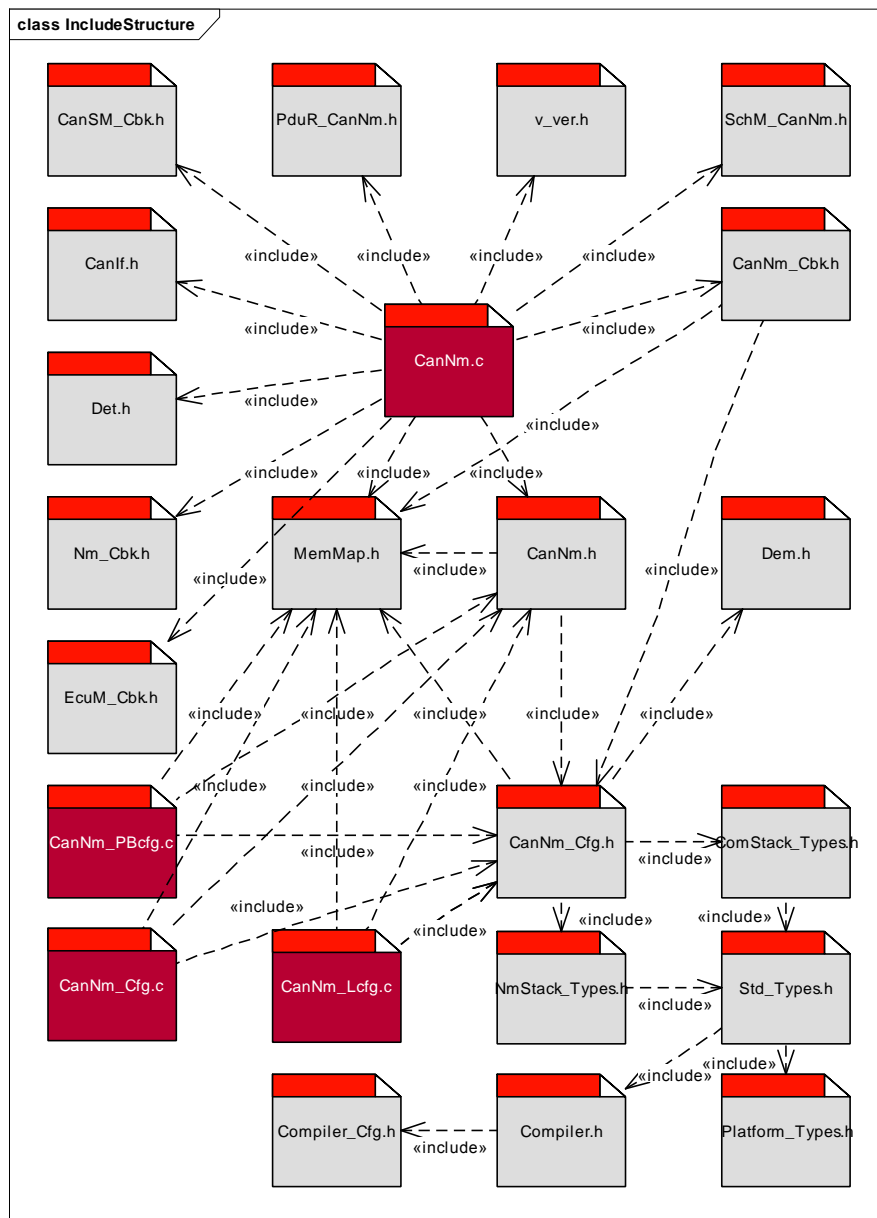 class IncludeStructure
CanSM_Cbk.h
PduR_CanNm.h
v_ver.h
SchM_CanNm.h
«include»
«include»
«include»
«include»
CanIf.h
CanNm_Cbk.h
«include»
«include»
CanNm.c
Det.h
«include»
«include»
«include»
«include»
«include»
«include»
Nm_Cbk.h
MemMap.h
CanNm.h
Dem.h
«include»
«include»
«include»
EcuM_Cbk.h
«include»
«include»
«include»
«include»
«include»
«include»
«include»
CanNm_PBcfg.c
CanNm_Cfg.h
ComStack_Types.h
«include»
«include»
«include»
«include»
«include»
«include»
CanNm_Cfg.c
CanNm_Lcfg.c
NmStack_Types.h
Std_Types.h
«include»
«include»
«include»
Compiler_Cfg.h
Compiler.h
Platform_Types.h
«include»